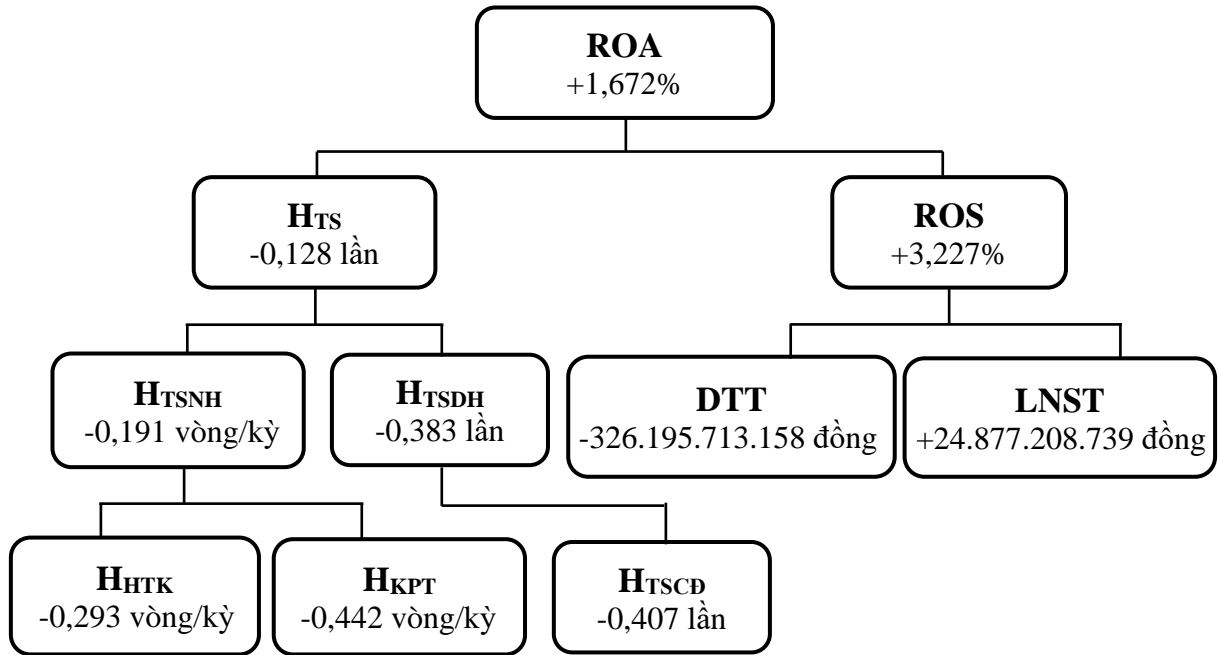 ROA
+1,672%
HTS
-0,128 lần
ROS
+3,227%
HTSNH
-0,191 vòng/kỳ
HTSDH
-0,383 lần
DTT
-326.195.713.158 đồng
LNST
+24.877.208.739 đồng
HHTK
-0,293 vòng/kỳ
HKPT
-0,442 vòng/kỳ
HTSCĐ
-0,407 lần